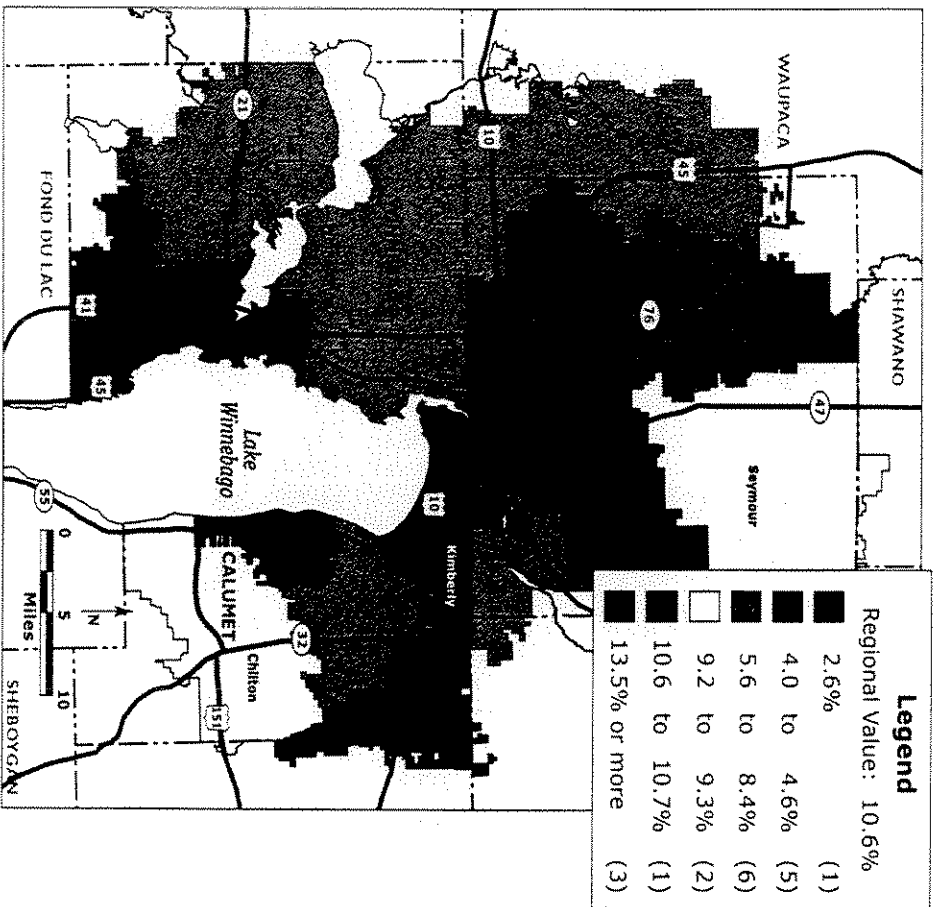 Legend
Regional Value: 10.6%
2.6% (1)
4.0 to 4.6% (5)
5.6 to 8.4% (6)
9.2 to 9.3% (2)
10.6 to 10.7% (1)
13.5% or more (3)
SHAWANO
WAUPACA
47
45
76
Seymour
10
Kimberly
10
21
Lake
Winnebago
FOND DU LAC
41
45
55
CALUMET
Chilton
32
151
0 5 10
Miles
N
SHEBOYGAN